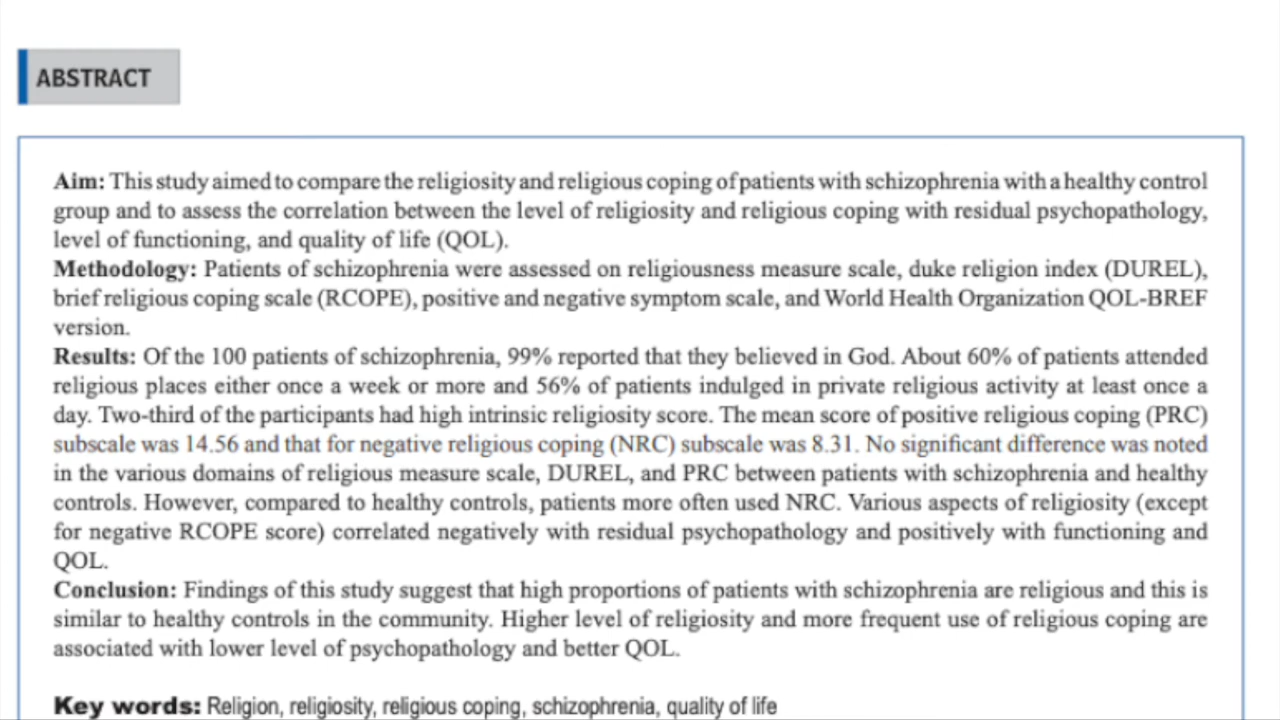 ABSTRACT
Aim: This study aimed to compare the religiosity and religious coping of patients with schizophrenia with a healthy control
group and to assess the correlation between the level of religiosity and religious coping with residual psychopathology,
level of functioning, and quality of life (QOL).
Methodology: Patients of schizophrenia were assessed on religiousness measure scale, duke religion index (DUREL),
brief religious coping scale (RCOPE), positive and negative symptom scale, and World Health Organization QOL-BREF
version.
Results: Of the 100 patients of schizophrenia, 99% reported that they believed in God. About 60% of patients attended
religious places either once a week or more and 56% of patients indulged in private religious activity at least once a
day. Two-third of the participants had high intrinsic religiosity score. The mean score of positive religious coping (PRC)
subscale was 14.56 and that for negative religious coping (NRC) subscale was 8.31. No significant difference was noted
in the various domains of religious measure scale, DUREL, and PRC between patients with schizophrenia and healthy
controls. However, compared to healthy controls, patients more often used NRC. Various aspects of religiosity (except
for negative RCOPE score) correlated negatively with residual psychopathology and positively with functioning and
QOL.
Conclusion: Findings of this study suggest that high proportions of patients with schizophrenia are religious and this is
similar to healthy controls in the community. Higher level of religiosity and more frequent use of religious coping are
associated with lower level of psychopathology and better QOL.
Key words: Religion, religiosity, religious coping, schizophrenia, quality of life